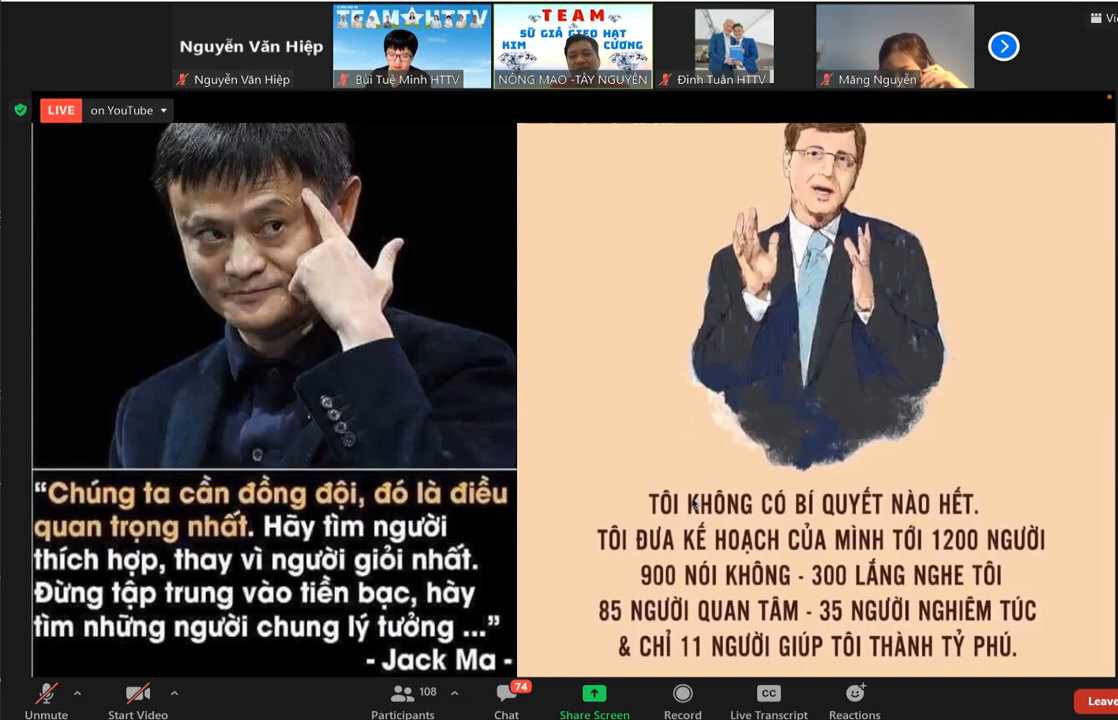 Nguyễn Văn Hiệp
Nguyễn Văn Hiệp
TEAM★HTTV
Bùi Tuệ Minh HTTV
TEAM
SỨ GIẢ GIEO HẠT
KIM CƯƠNG
NÔNG MAO -TÂY NGUYÊN
Đinh Tuân HTTV
Măng Nguyễn
LIVE on YouTube
“Chúng ta cần đồng đội, đó là điều
quan trọng nhất. Hãy tìm người
thích hợp, thay vì người giỏi nhất.
Đừng tập trung vào tiền bạc, hãy
tìm những người chung lý tưởng ...”
- Jack Ma -
TÔI KHÔNG CÓ BÍ QUYẾT NÀO HẾT.
TÔI ĐƯA KẾ HOẠCH CỦA MÌNH TỚI 1200 NGƯỜI
900 NÓI KHÔNG - 300 LẮNG NGHE TÔI
85 NGƯỜI QUAN TÂM - 35 NGƯỜI NGHIÊM TÚC
& CHỈ 11 NGƯỜI GIÚP TÔI THÀNH TỶ PHÚ.
Unmute
Start Video
108
Participants
74
Chat
Share Screen
Record
CC
Live Transcript
Reactions